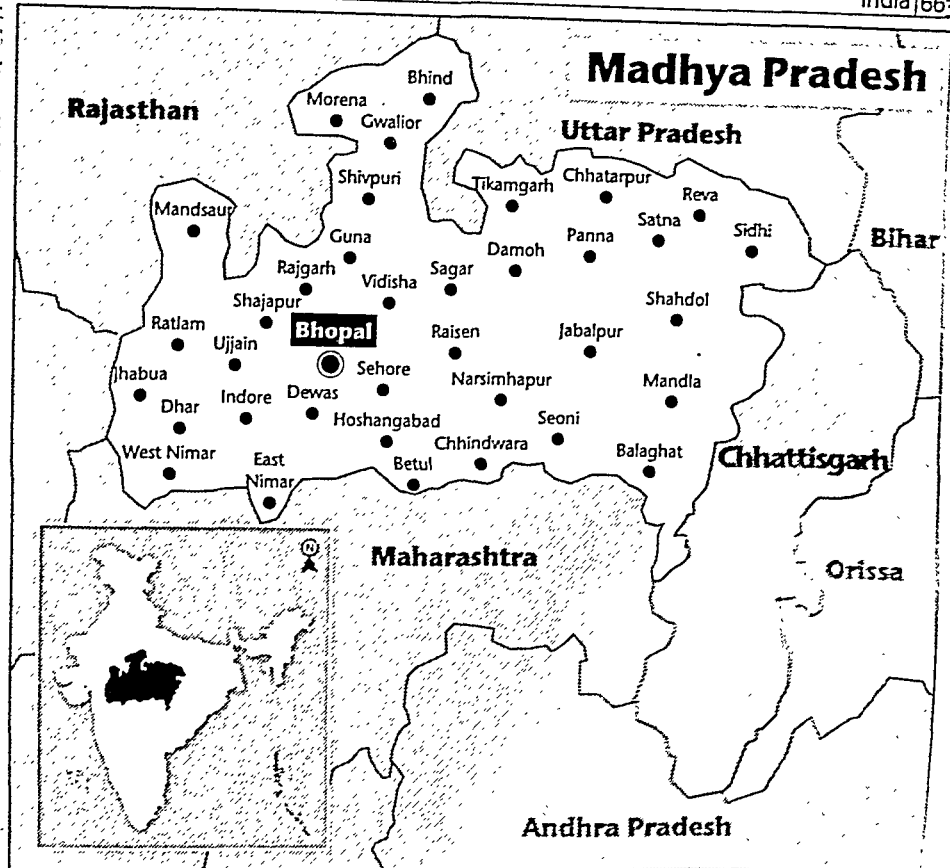 Madhya Pradesh
Rajasthan
Bhind
Morena
Gwalior
Uttar Pradesh
Shivpuri
Tikamgarh
Chhatarpur
Reva
Mandsaur
Satna
Sidhi
Bihar
Guna
Damoh
Panna
Rajgarh
Vidisha
Sagar
Shajapur
Shahdol
Ratlam
Ujjain
Bhopal
Raisen
Jabalpur
Jhabua
Sehore
Dhar
Indore
Dewas
Narsimhapur
Mandla
Hoshangabad
Seoni
West Nimar
East
Nimar
Chhindwara
Betul
Balaghat
Chhattisgarh
N
Maharashtra
Orissa
Andhra Pradesh